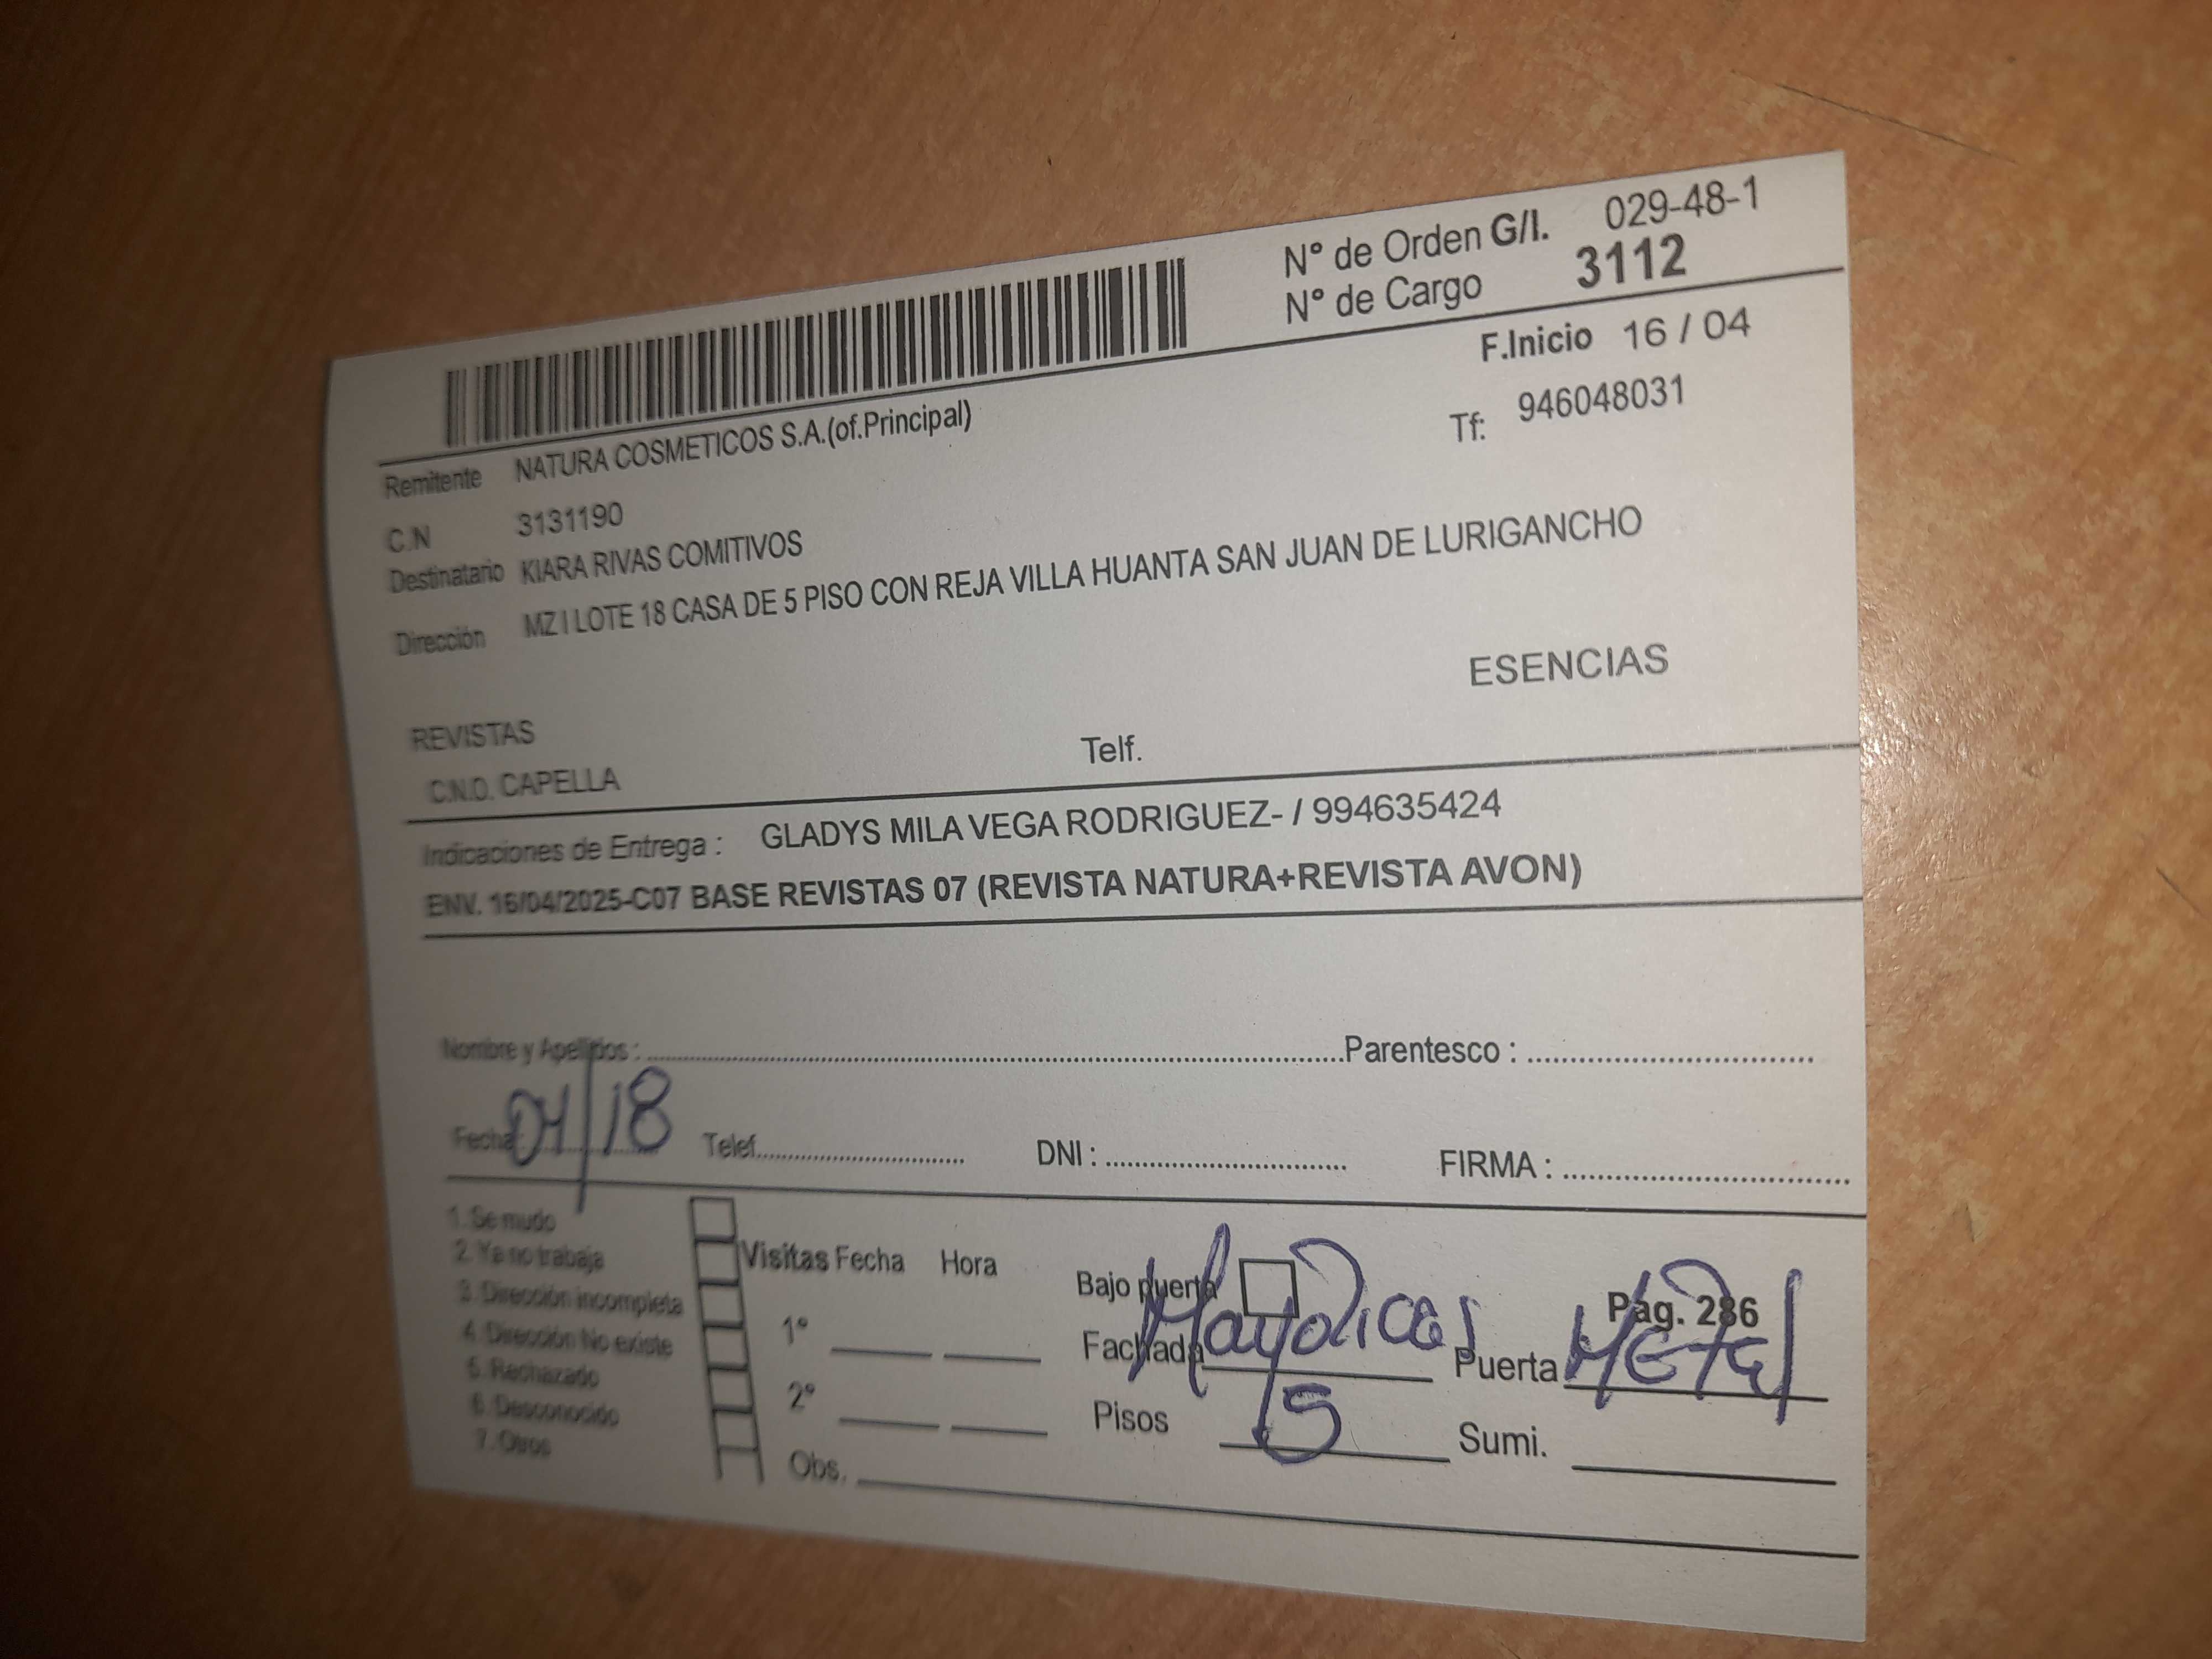 N° de Orden G/I. 029-48-1
N° de Cargo 3112
F.Inicio 16 / 04
Remitente NATURA COSMETICOS S.A.(of.Principal)
Tf: 946048031
C.N 3131190
Destinatario KIARA RIVAS COMITIVOS
Dirección MZ I LOTE 18 CASA DE 5 PISO CON REJA VILLA HUANTA SAN JUAN DE LURIGANCHO
ESENCIAS
REVISTAS
C.N.O. CAPELLA Telf.
Indicaciones de Entrega : GLADYS MILA VEGA RODRIGUEZ- / 994635424
ENV. 16/04/2025-C07 BASE REVISTAS 07 (REVISTA NATURA+REVISTA AVON)
Nombre y Apellidos : Parentesco :
Fecha: 04/18 Telef. DNI : FIRMA :
1. Se mudo
2. Ya no trabaja
3. Dirección incompleta
4. Dirección No existe
5. Rechazado
6. Desconocido
7. Otros
Visitas Fecha Hora
1°
2°
Obs.
Bajo puerta Pág. 286
Fachada Mayolicas Puerta Metal
Pisos 5 Sumi.